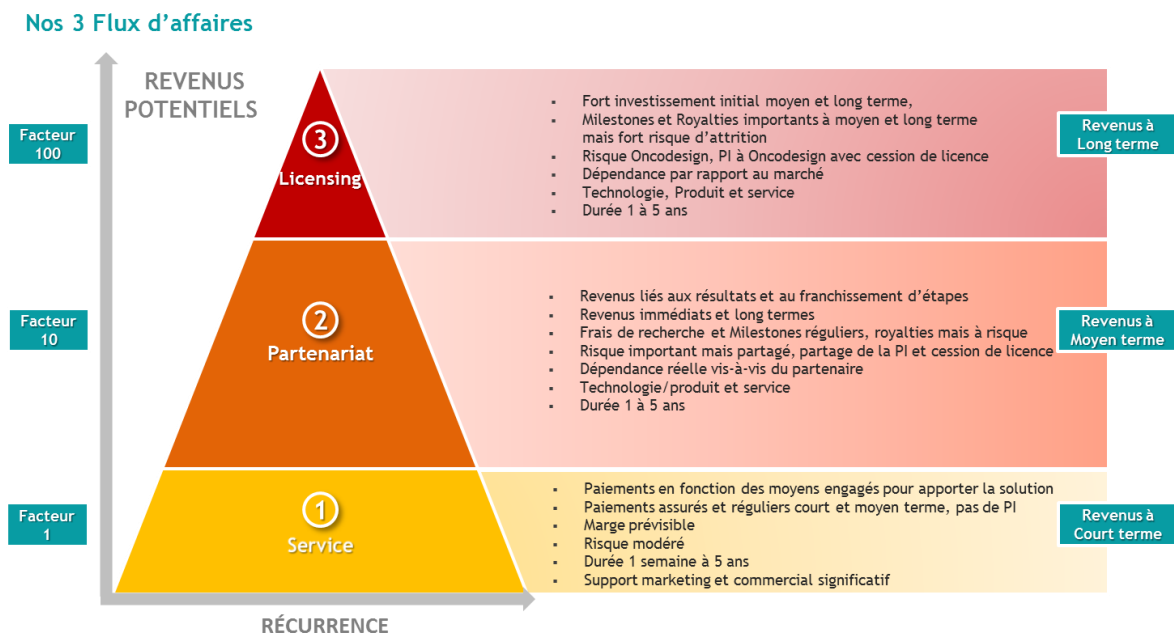 Nos 3 Flux d’affaires
REVENUS
POTENTIELS
Facteur
100
3
Licensing
▪ Fort investissement initial moyen et long terme,
▪ Milestones et Royalties importants à moyen et long terme
mais fort risque d’attrition
▪ Risque Oncodesign, PI à Oncodesign avec cession de licence
▪ Dépendance par rapport au marché
▪ Technologie, Produit et service
▪ Durée 1 à 5 ans
Revenus à
Long terme
Facteur
10
2
Partenariat
▪ Revenus liés aux résultats et au franchissement d’étapes
▪ Revenus immédiats et long termes
▪ Frais de recherche et Milestones réguliers, royalties mais à risque
▪ Risque important mais partagé, partage de la PI et cession de licence
▪ Dépendance réelle vis-à-vis du partenaire
▪ Technologie/produit et service
▪ Durée 1 à 5 ans
Revenus à
Moyen terme
Facteur
1
1
Service
▪ Paiements en fonction des moyens engagés pour apporter la solution
▪ Paiements assurés et réguliers court et moyen terme, pas de PI
▪ Marge prévisible
▪ Risque modéré
▪ Durée 1 semaine à 5 ans
▪ Support marketing et commercial significatif
Revenus à
Court terme
RÉCURRENCE